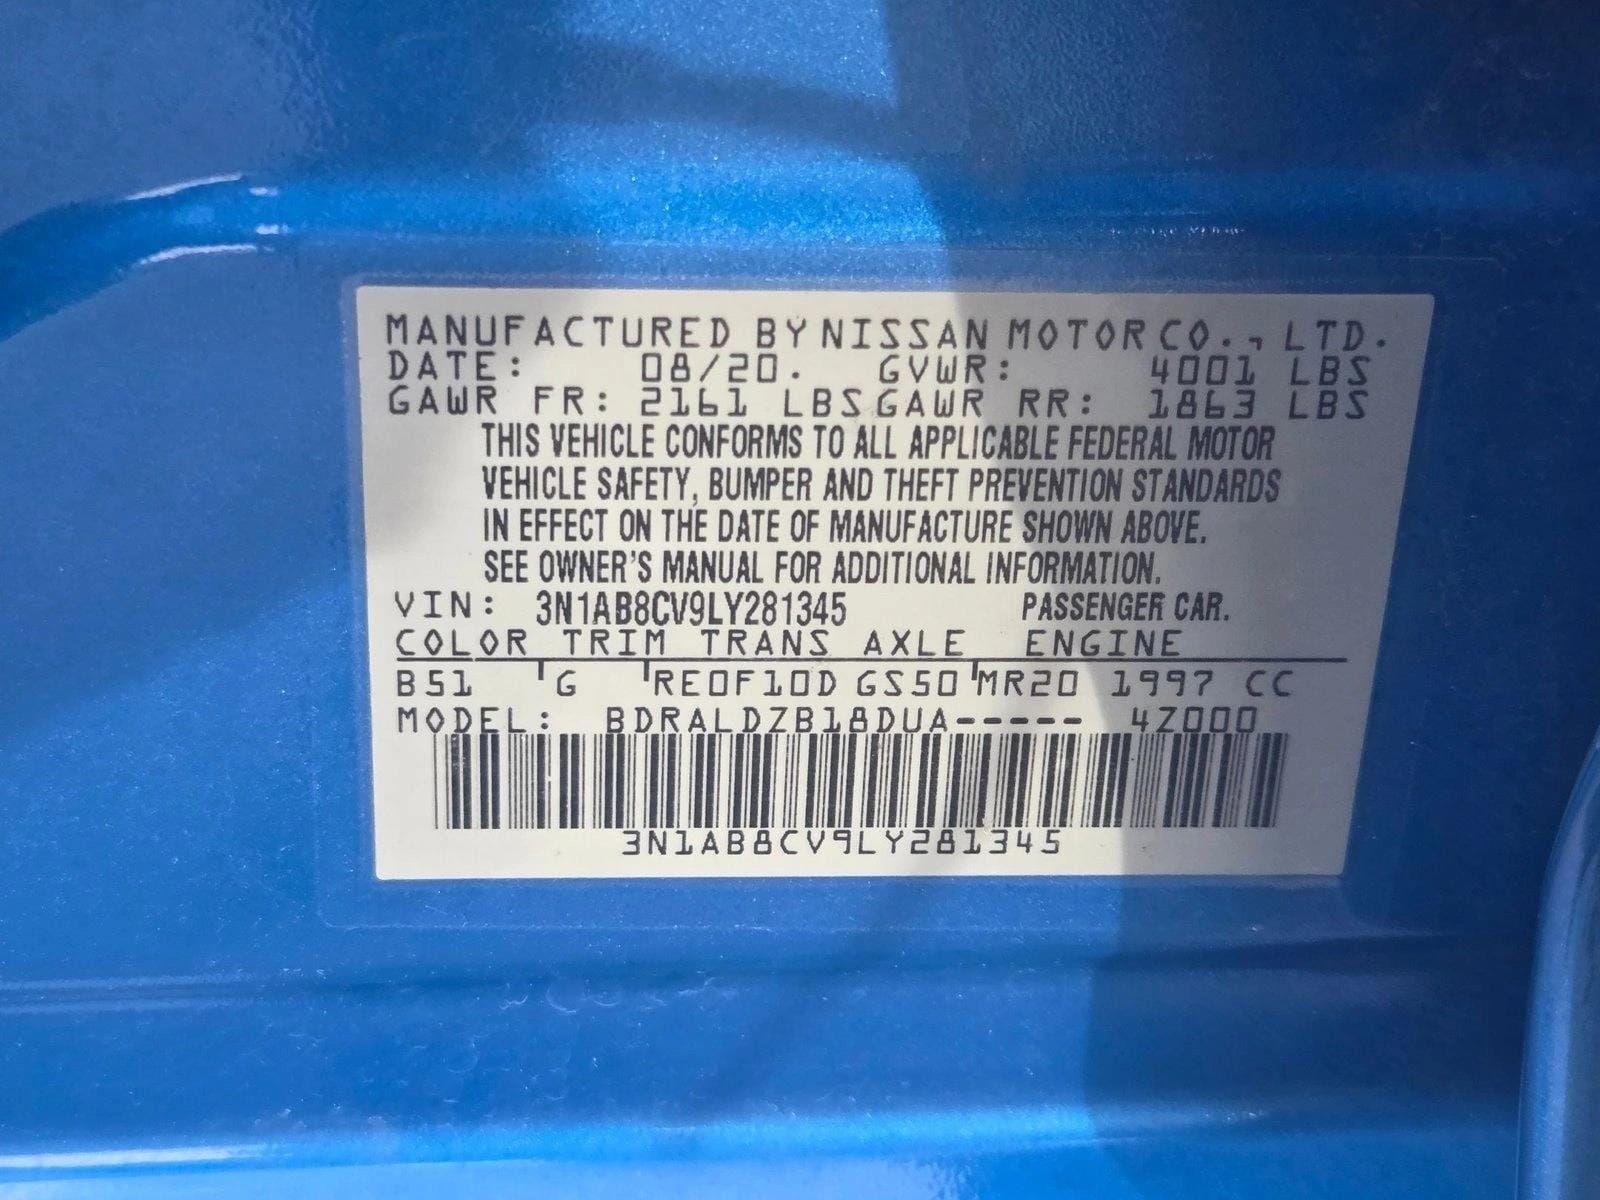 MANUFACTURED BY NISSAN MOTOR CO., LTD.
DATE: 08/20. GVWR: 4001 LBS
GAWR FR: 2161 LBS GAWR RR: 1863 LBS
THIS VEHICLE CONFORMS TO ALL APPLICABLE FEDERAL MOTOR
VEHICLE SAFETY, BUMPER AND THEFT PREVENTION STANDARDS
IN EFFECT ON THE DATE OF MANUFACTURE SHOWN ABOVE.
SEE OWNER'S MANUAL FOR ADDITIONAL INFORMATION.
VIN: 3N1AB8CV9LY281345 PASSENGER CAR.
COLOR TRIM TRANS AXLE ENGINE
B51 G RE0F10D GS50 MR20 1997 CC
MODEL: BDRALDZB18DUA----- 4Z000
3N1AB8CV9LY281345